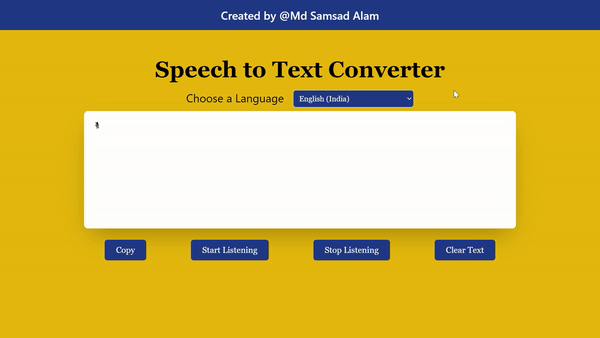 Created by @Md Samsad Alam
Speech to Text Converter
Choose a Language English (India)
Copy Start Listening Stop Listening Clear Text